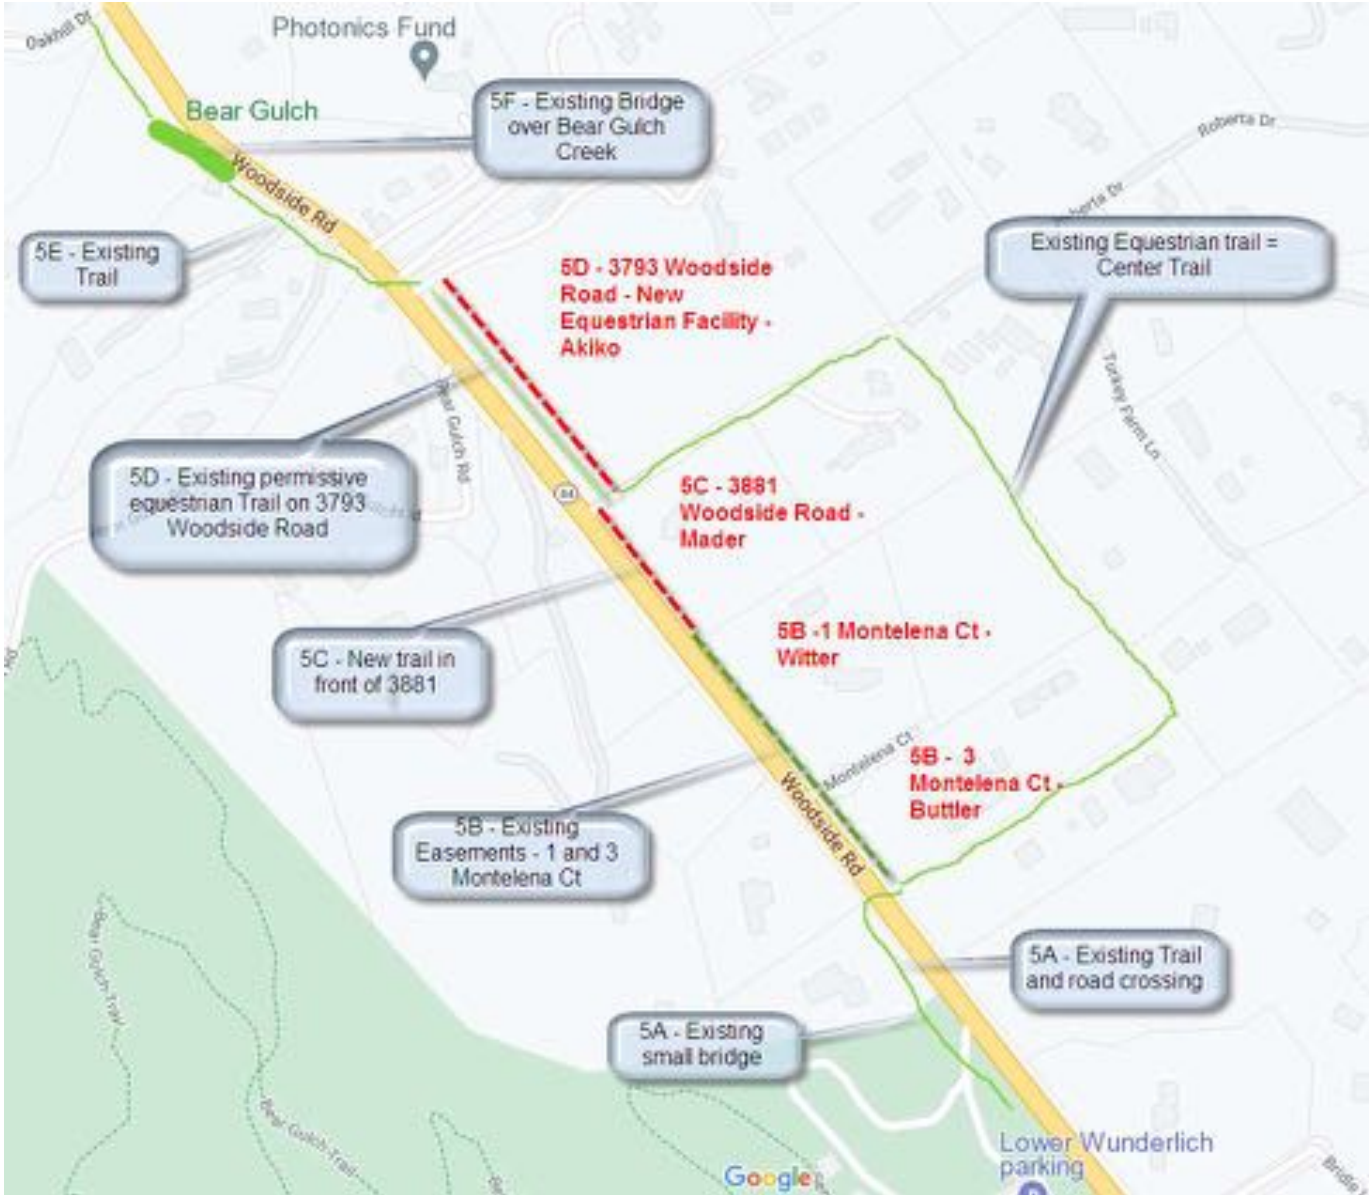 Oakhill Dr
Photonics Fund
Bear Gulch
5F - Existing Bridge
over Bear Gulch
Creek
Woodside Rd
Roberta Dr
Roberta Dr
5E - Existing
Trail
Existing Equestrian trail =
Center Trail
5D - 3793 Woodside
Road - New
Equestrian Facility -
Akiko
Turkey Farm Ln
Bear Gulch Rd
5D - Existing permissive
equestrian Trail on 3793
Woodside Road
84
5C - 3881
Woodside Road -
Mader
5B -1 Montelena Ct -
Witter
5C - New trail in
front of 3881
Rd
Montelena Ct
5B - 3
Montelena Ct -
Buttler
Woodside Rd
5B - Existing
Easements - 1 and 3
Montelena Ct
5A - Existing Trail
and road crossing
Bear Gulch Trail
5A - Existing
small bridge
Bear Gulch Trail
Lower Wunderlich
parking
Google
Bridle